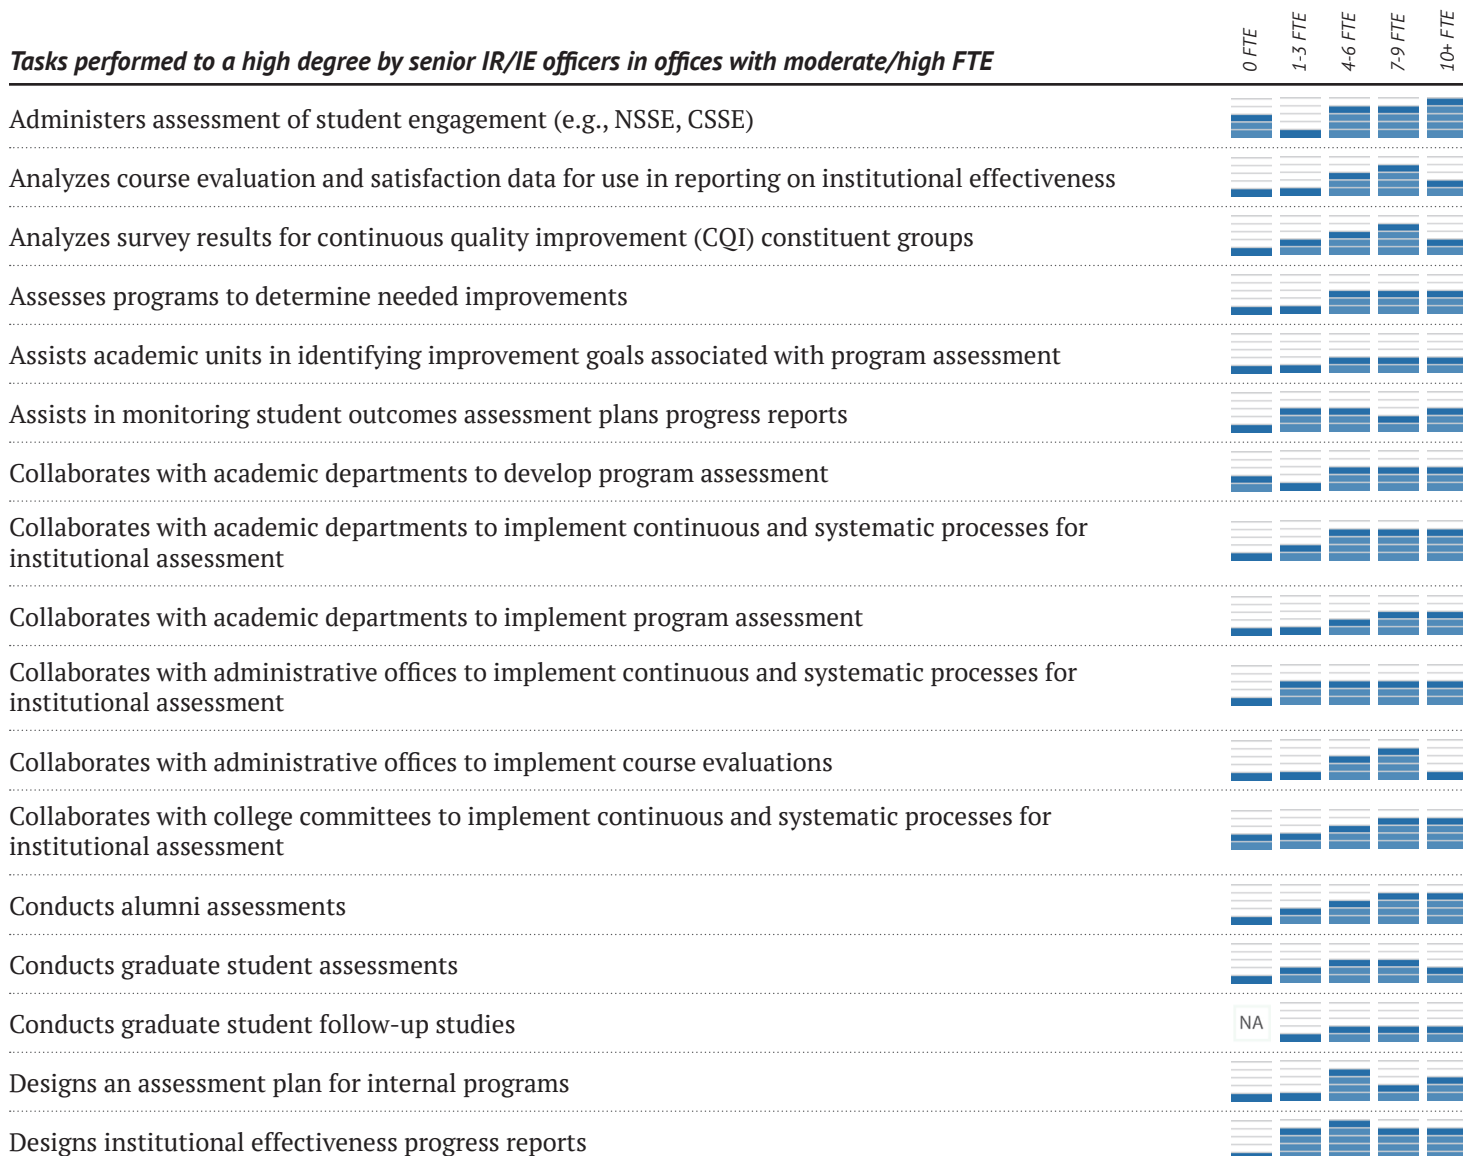 Tasks performed to a high degree by senior IR/IE officers in offices with moderate/high FTE
0 FTE
1-3 FTE
4-6 FTE
7-9 FTE
10+ FTE
Administers assessment of student engagement (e.g., NSSE, CSSE)
Analyzes course evaluation and satisfaction data for use in reporting on institutional effectiveness
Analyzes survey results for continuous quality improvement (CQI) constituent groups
Assesses programs to determine needed improvements
Assists academic units in identifying improvement goals associated with program assessment
Assists in monitoring student outcomes assessment plans progress reports
Collaborates with academic departments to develop program assessment
Collaborates with academic departments to implement continuous and systematic processes for
institutional assessment
Collaborates with academic departments to implement program assessment
Collaborates with administrative offices to implement continuous and systematic processes for
institutional assessment
Collaborates with administrative offices to implement course evaluations
Collaborates with college committees to implement continuous and systematic processes for
institutional assessment
Conducts alumni assessments
Conducts graduate student assessments
Conducts graduate student follow-up studies
NA
Designs an assessment plan for internal programs
Designs institutional effectiveness progress reports